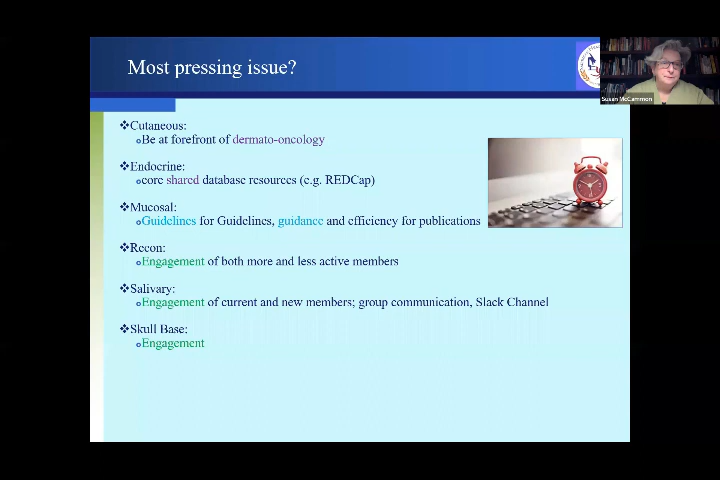 Most pressing issue?
Susan McCammon
❖Cutaneous:
Be at forefront of dermato-oncology
❖Endocrine:
core shared database resources (e.g. REDCap)
❖Mucosal:
Guidelines for Guidelines, guidance and efficiency for publications
❖Recon:
Engagement of both more and less active members
❖Salivary:
Engagement of current and new members; group communication, Slack Channel
❖Skull Base:
Engagement